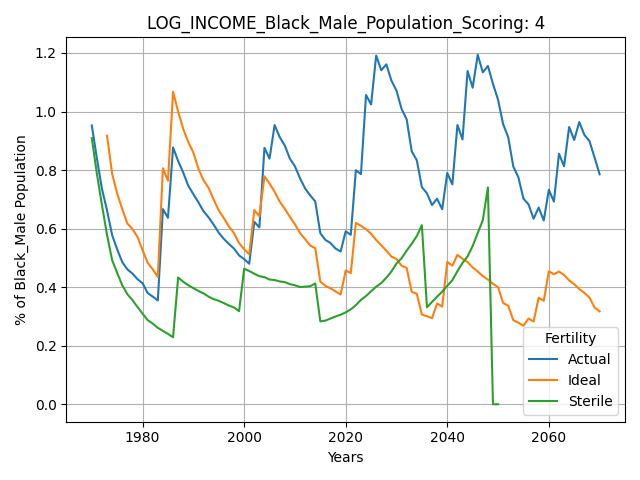 LOG_INCOME_Black_Male_Population_Scoring: 4
% of Black_Male Population
1.2
1.0
0.8
0.6
0.4
0.2
0.0
1980 2000 2020 2040 2060
Years
Fertility
Actual
Ideal
Sterile